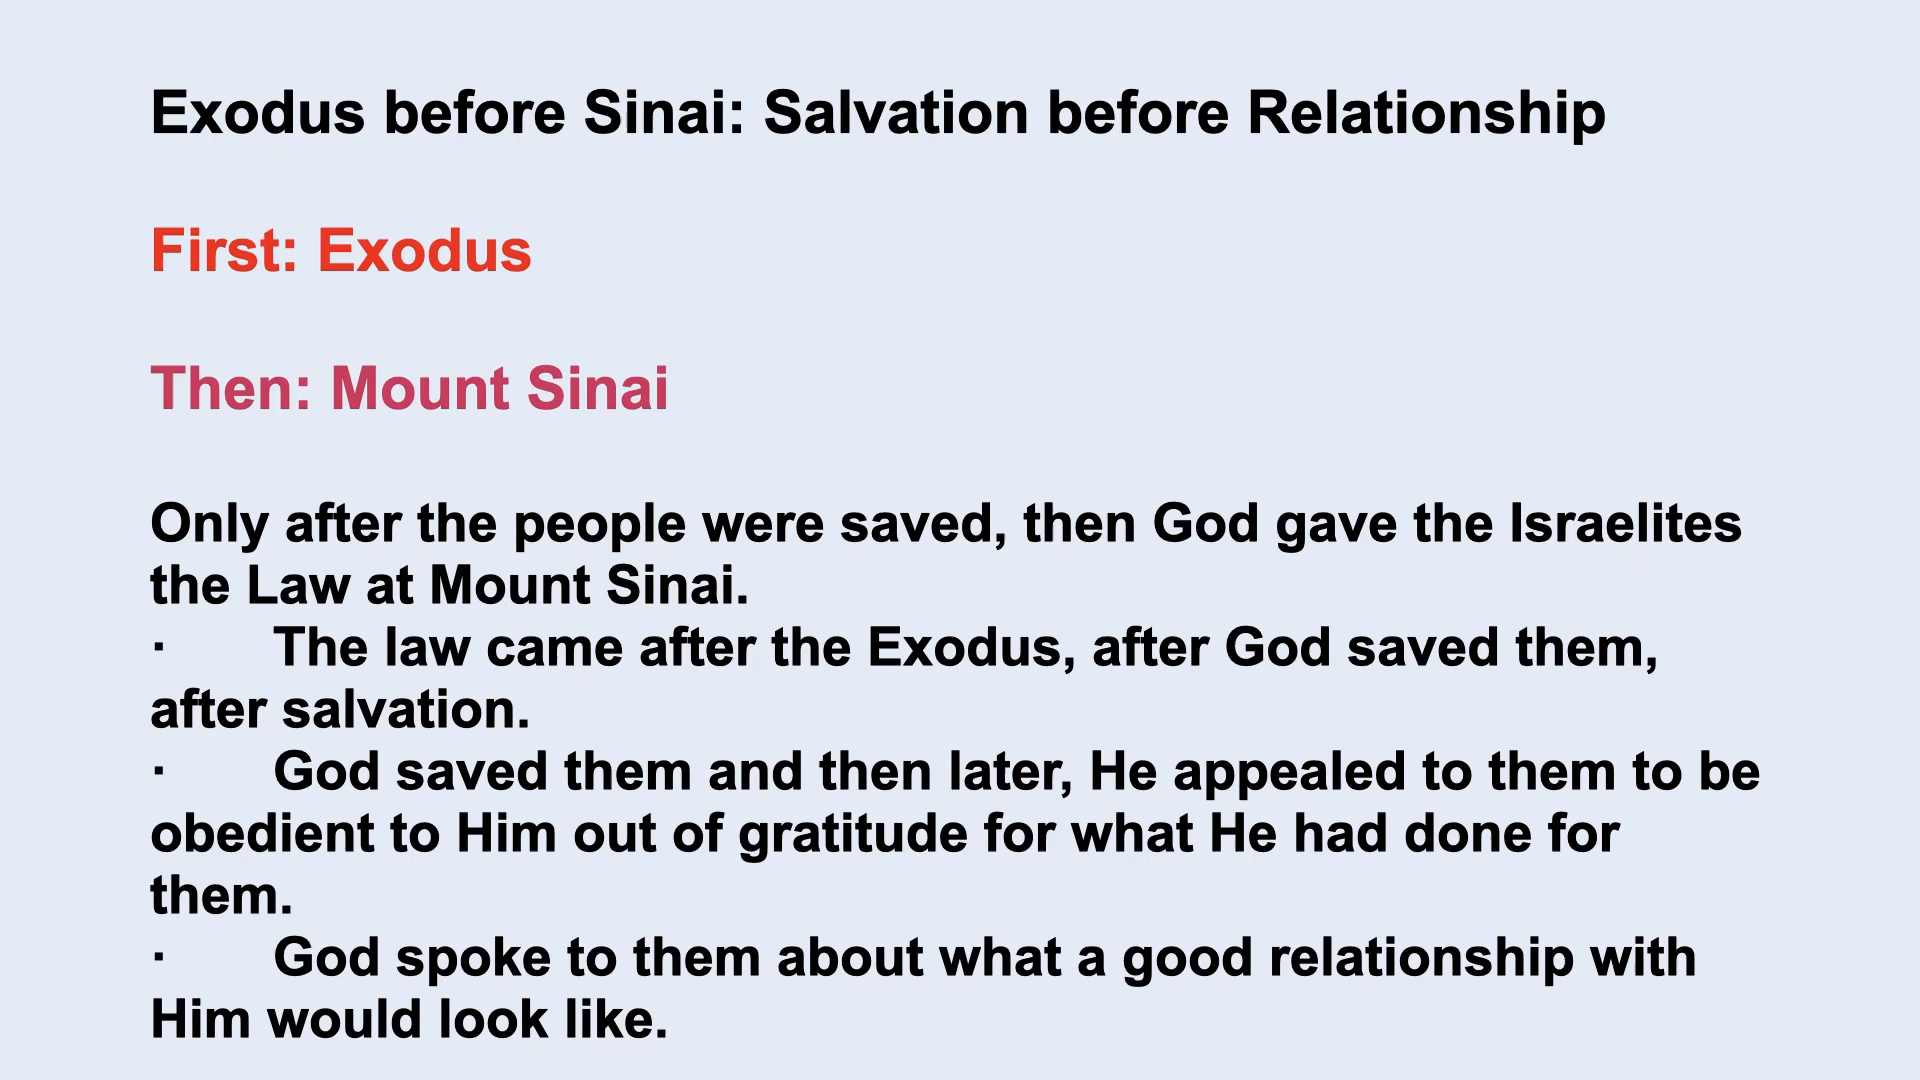 Exodus before Sinai: Salvation before Relationship
First: Exodus
Then: Mount Sinai
Only after the people were saved, then God gave the Israelites
the Law at Mount Sinai.
· The law came after the Exodus, after God saved them,
after salvation.
· God saved them and then later, He appealed to them to be
obedient to Him out of gratitude for what He had done for
them.
· God spoke to them about what a good relationship with
Him would look like.